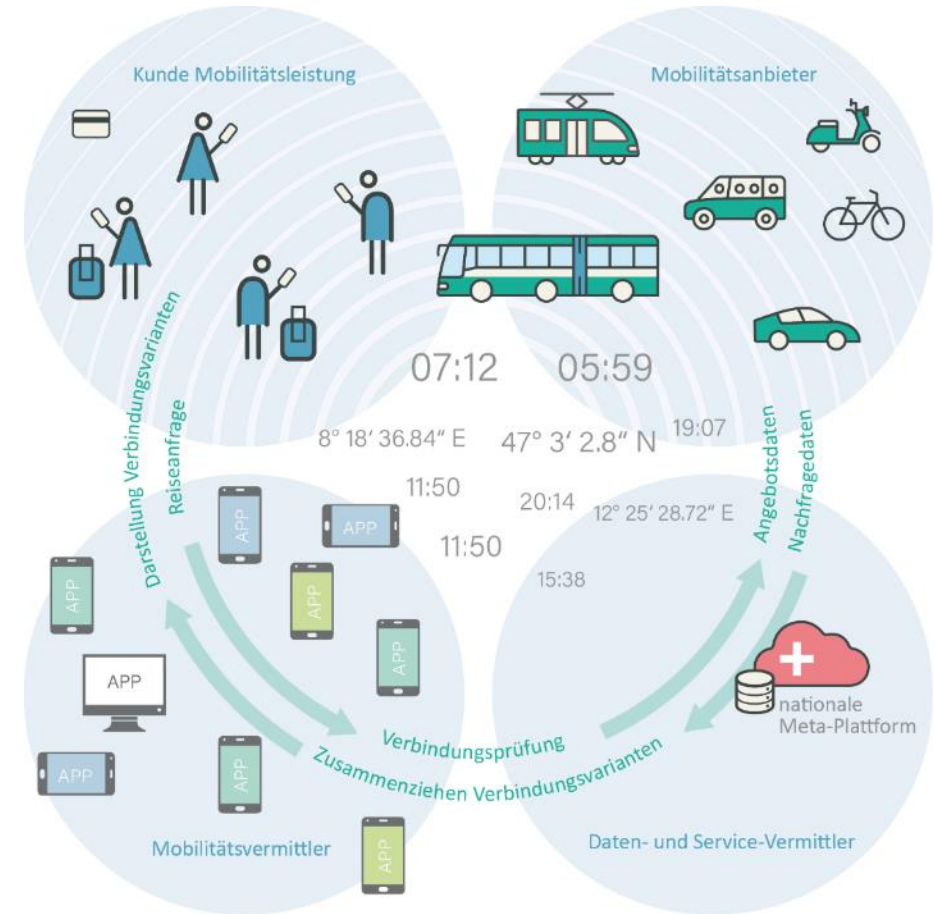 Kunde Mobilitätsleistung
Mobilitätsanbieter
07:12
05:59
8° 18‘ 36.84“ E
47° 3‘ 2.8“ N
19:07
11:50
20:14
12° 25‘ 28.72“ E
11:50
15:38
Darstellung Verbindungsvarianten
Reiseanfrage
Angebotsdaten
Nachfragedaten
APP
APP
APP
APP
APP
APP
APP
APP
APP
nationale
Meta-Plattform
Verbindungsprüfung
Zusammenziehen Verbindungsvarianten
Mobilitätsvermittler
Daten- und Service-Vermittler